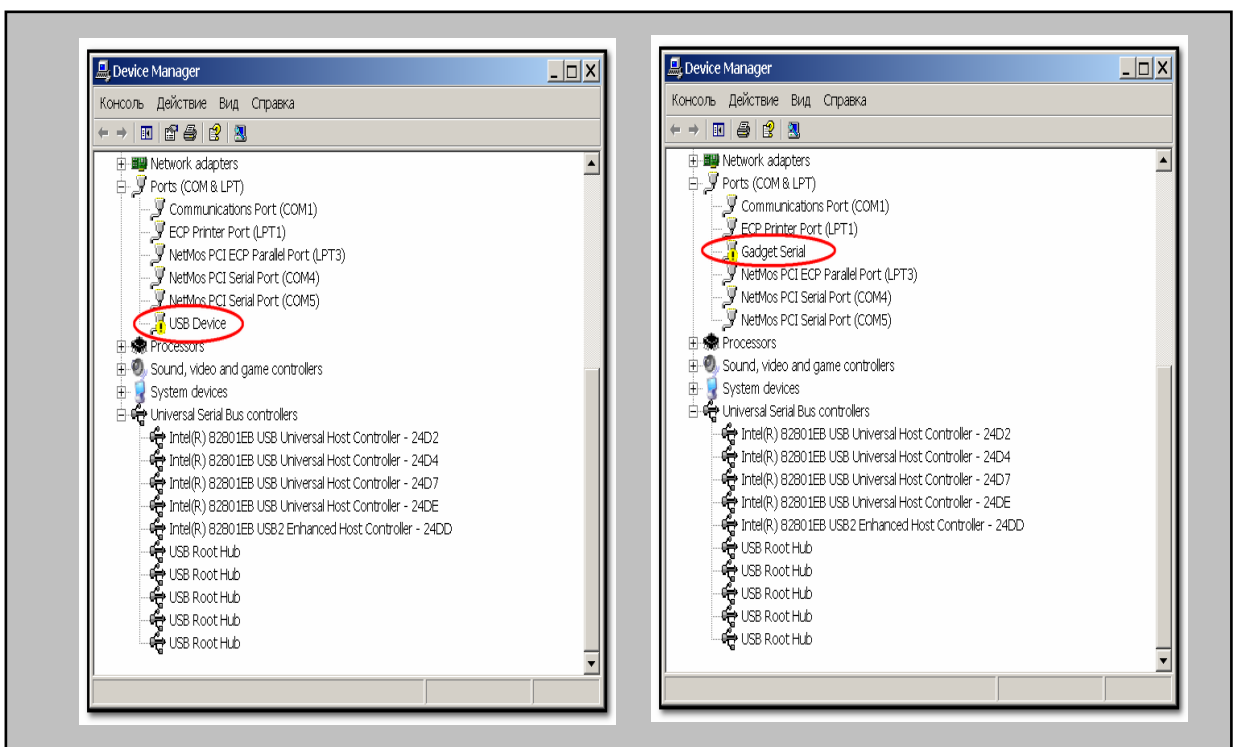 Device Manager
Консоль Действие Вид Справка
Network adapters
Ports (COM & LPT)
Communications Port (COM1)
ECP Printer Port (LPT1)
NetMos PCI ECP Parallel Port (LPT3)
NetMos PCI Serial Port (COM4)
NetMos PCI Serial Port (COM5)
USB Device
Processors
Sound, video and game controllers
System devices
Universal Serial Bus controllers
Intel(R) 82801EB USB Universal Host Controller - 24D2
Intel(R) 82801EB USB Universal Host Controller - 24D4
Intel(R) 82801EB USB Universal Host Controller - 24D7
Intel(R) 82801EB USB Universal Host Controller - 24DE
Intel(R) 82801EB USB2 Enhanced Host Controller - 24DD
USB Root Hub
USB Root Hub
USB Root Hub
USB Root Hub
USB Root Hub
Device Manager
Консоль Действие Вид Справка
Network adapters
Ports (COM & LPT)
Communications Port (COM1)
ECP Printer Port (LPT1)
Gadget Serial
NetMos PCI ECP Parallel Port (LPT3)
NetMos PCI Serial Port (COM4)
NetMos PCI Serial Port (COM5)
Processors
Sound, video and game controllers
System devices
Universal Serial Bus controllers
Intel(R) 82801EB USB Universal Host Controller - 24D2
Intel(R) 82801EB USB Universal Host Controller - 24D4
Intel(R) 82801EB USB Universal Host Controller - 24D7
Intel(R) 82801EB USB Universal Host Controller - 24DE
Intel(R) 82801EB USB2 Enhanced Host Controller - 24DD
USB Root Hub
USB Root Hub
USB Root Hub
USB Root Hub
USB Root Hub